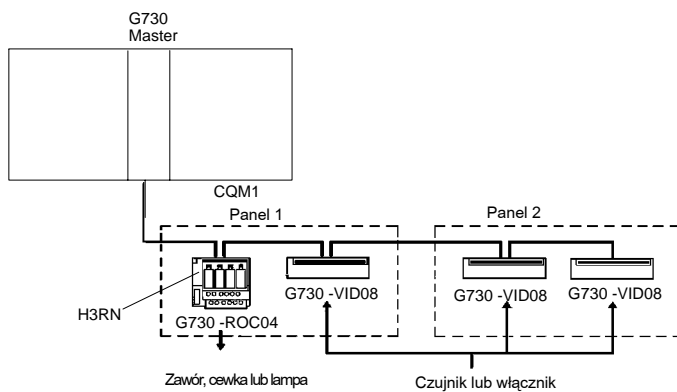 G730
Master
CQM1
Panel 1
Panel 2
G730 -VID08
G730 -VID08
G730 -VID08
H3RN
G730 -ROC04
Zawór, cewka lub lampa
Czujnik lub włącznik